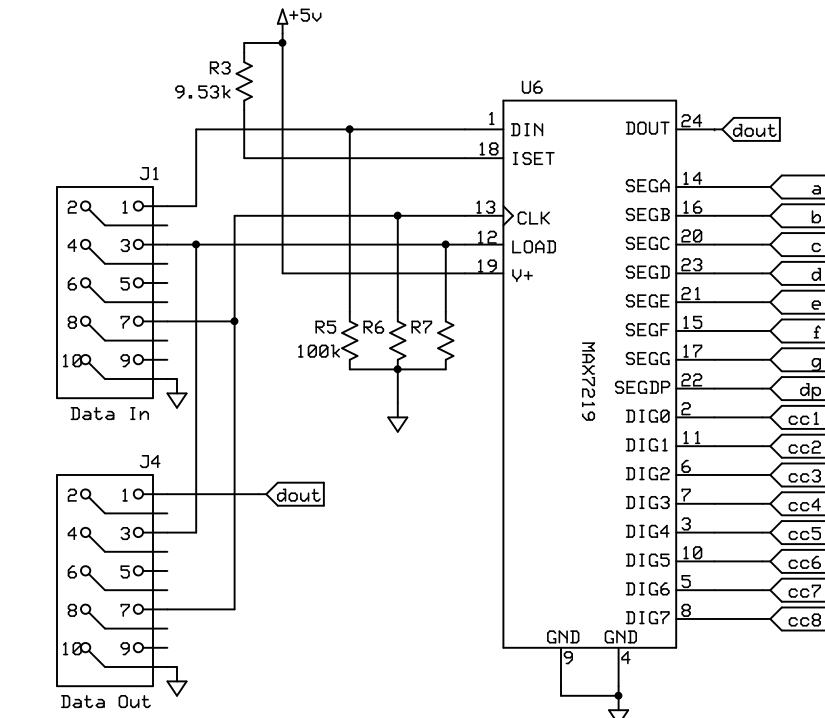 +5v
R3
9.53k
U6
1 DIN
18 ISET
13 CLK
12 LOAD
19 V+
DOUT 24 dout
SEGA 14 a
SEGB 16 b
SEGC 20 c
SEGD 23 d
SEGE 21 e
SEGF 15 f
SEGG 17 g
SEGDP 22 dp
DIG0 2 cc1
DIG1 11 cc2
DIG2 6 cc3
DIG3 7 cc4
DIG4 3 cc5
DIG5 10 cc6
DIG6 5 cc7
DIG7 8 cc8
MAX7219
GND GND
9 4
J1
2 1
4 3
6 5
8 7
10 9
Data In
R5 R6 R7
100k
J4
2 1 dout
4 3
6 5
8 7
10 9
Data Out